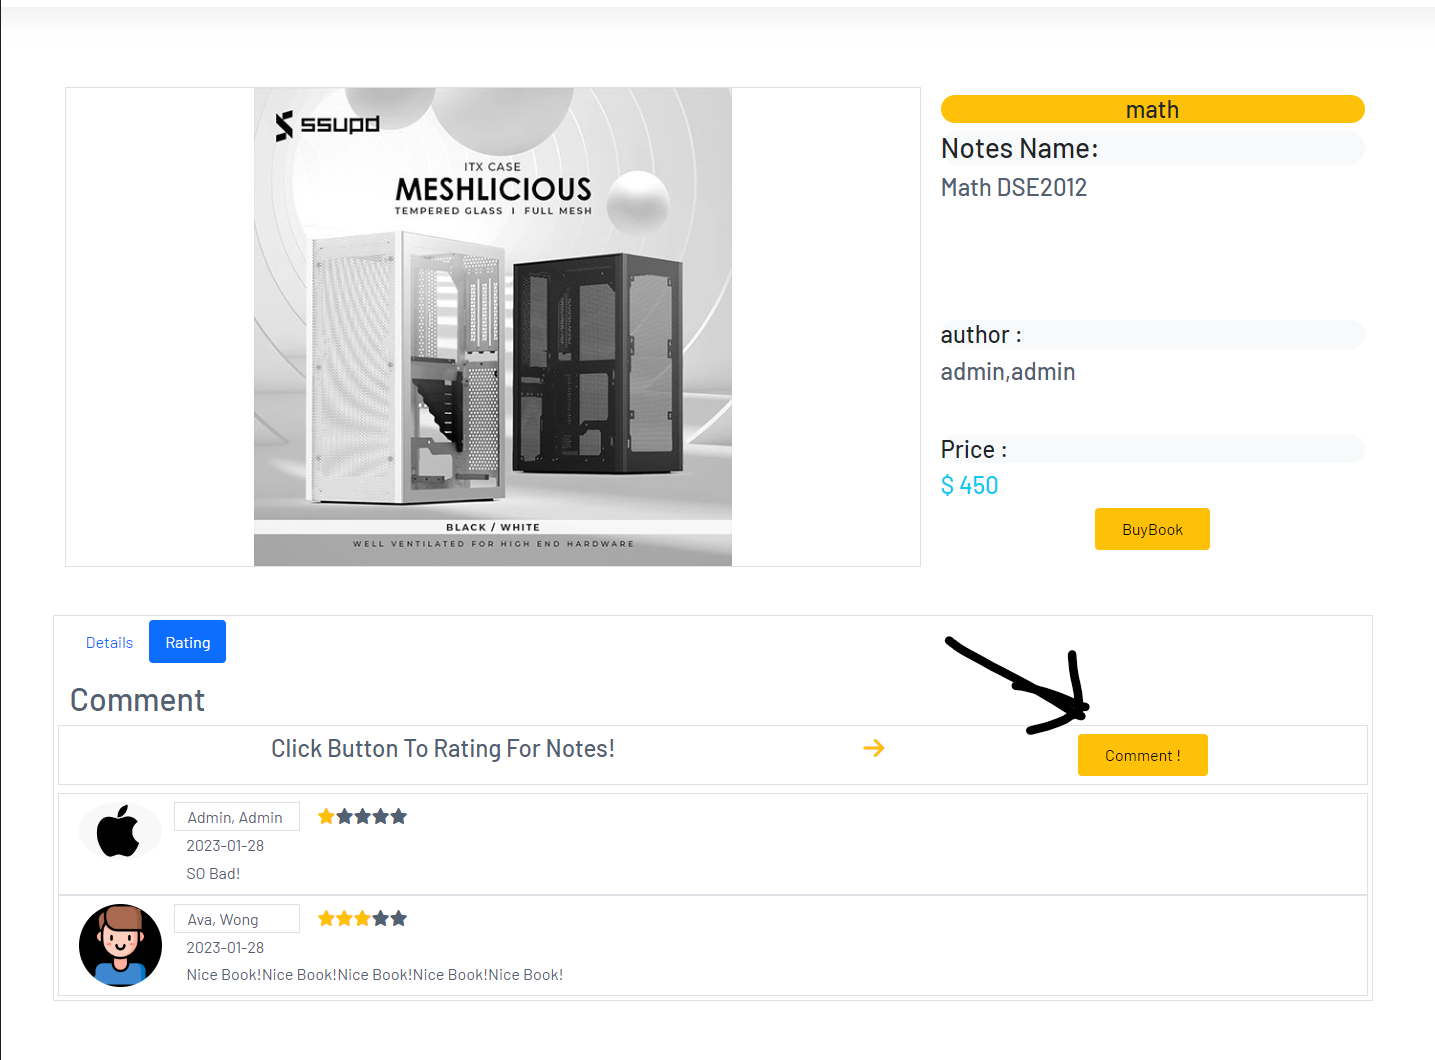 ssupd
ITX CASE
MESHLICIOUS
TEMPERED GLASS | FULL MESH
BLACK / WHITE
WELL VENTILATED FOR HIGH END HARDWARE
math
Notes Name:
Math DSE2012
author :
admin,admin
Price :
$ 450
BuyBook
Details
Rating
Comment
Click Button To Rating For Notes!
Comment !
Admin, Admin
2023-01-28
SO Bad!
Ava, Wong
2023-01-28
Nice Book!Nice Book!Nice Book!Nice Book!Nice Book!